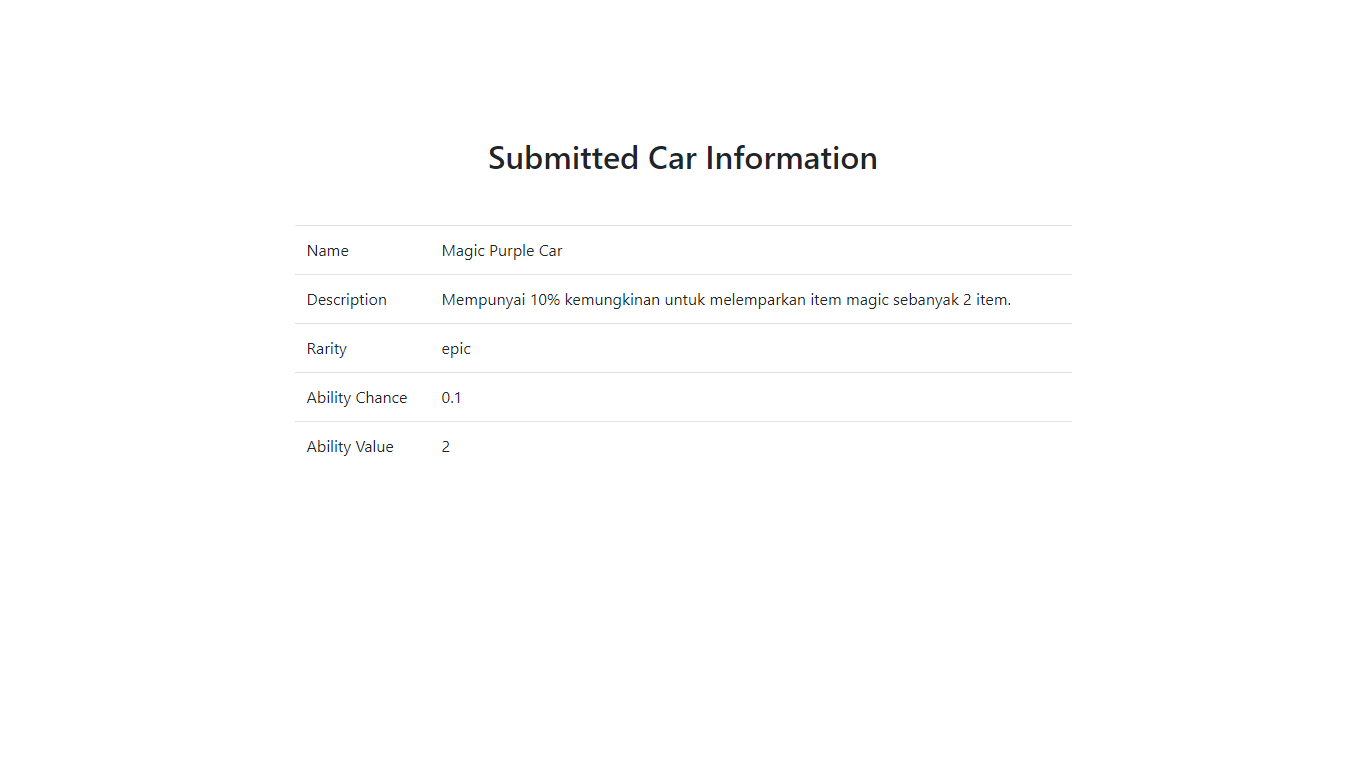 Submitted Car Information
Name Magic Purple Car
Description Mempunyai 10% kemungkinan untuk melemparkan item magic sebanyak 2 item.
Rarity epic
Ability Chance 0.1
Ability Value 2